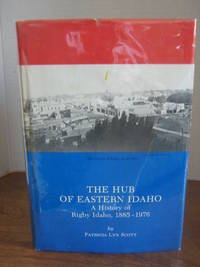 THE HUB
OF EASTERN IDAHO
A History of
Rigby Idaho, 1885-1976
by
PATRICIA LYN SCOTT